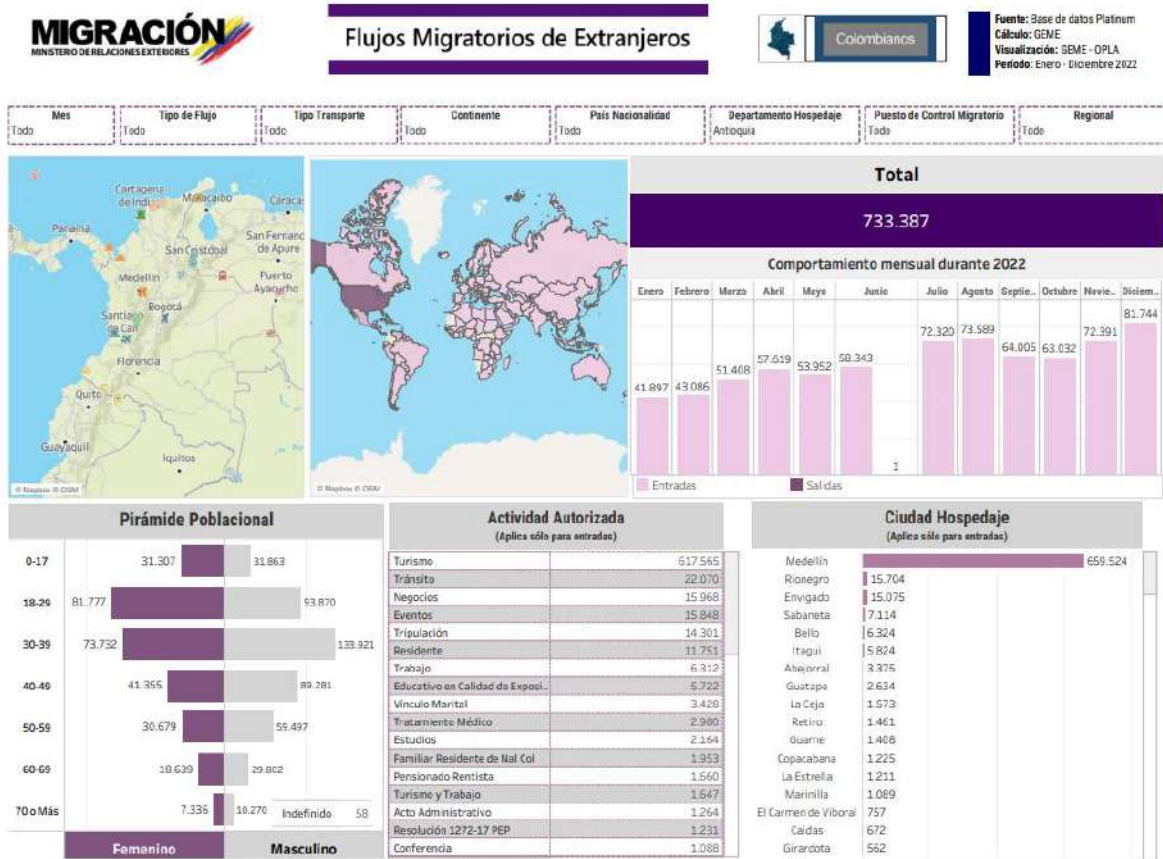 MIGRACIÓN
MINISTERIO DE RELACIONES EXTERIORES
Flujos Migratorios de Extranjeros
Colombianos
Fuente: Base de datos Platinum
Cálculo: GEME
Visualización: GEME - OPLA
Periodo: Enero - Diciembre 2022
Mes
Todo
Tipo de Flujo
Todo
Tipo Transporte
Todo
Continente
Todo
País Nacionalidad
Todo
Departamento Hospedaje
Antioquia
Puesto de Control Migratorio
Todo
Regional
Todo
Cartagena
de Indi
Maracaibo
Caracas
Panamá
San Cristóbal
San Fernand
de Apure
Medellín
Puerto
Ayacucho
Bogotá
Santiago
de Cali
Florencia
Quito
Guayaquil
Iquitos
© Mapbox © OSM
© Mapbox © OSM
Total
733.387
Comportamiento mensual durante 2022
Enero Febrero Marzo Abril Mayo Junio Julio Agosto Septie.. Octubre Novie.. Diciem..
41.897 43.086 51.408 57.619 53.952 58.343 1 72.320 73.589 64.005 63.032 72.391 81.744
Entradas Salidas
Pirámide Poblacional
0-17 31.307 31.863
18-29 81.777 93.870
30-39 73.732 133.921
40-49 41.355 89.281
50-59 30.679 59.497
60-69 18.639 29.802
70 o Más 7.336 10.270
Indefinido 58
Femenino Masculino
Actividad Autorizada
(Aplica sólo para entradas)
Turismo 617.565
Tránsito 22.070
Negocios 15.968
Eventos 15.848
Tripulación 14.301
Residente 11.751
Trabajo 6.312
Educativo en Calidad de Exposi.. 5.722
Vínculo Marital 3.428
Tratamiento Médico 2.980
Estudios 2.164
Familiar Residente de Nal Col 1.953
Pensionado Rentista 1.660
Turismo y Trabajo 1.647
Acto Administrativo 1.264
Resolución 1272-17 PEP 1.231
Conferencia 1.088
Ciudad Hospedaje
(Aplica sólo para entradas)
Medellín 659.524
Rionegro 15.704
Envigado 15.075
Sabaneta 7.114
Bello 6.324
Itagui 5.824
Abejorral 3.375
Guatape 2.634
La Ceja 1.573
Retiro 1.461
Guarne 1.408
Copacabana 1.225
La Estrella 1.211
Marinilla 1.089
El Carmen de Viboral 757
Caldas 672
Girardota 562